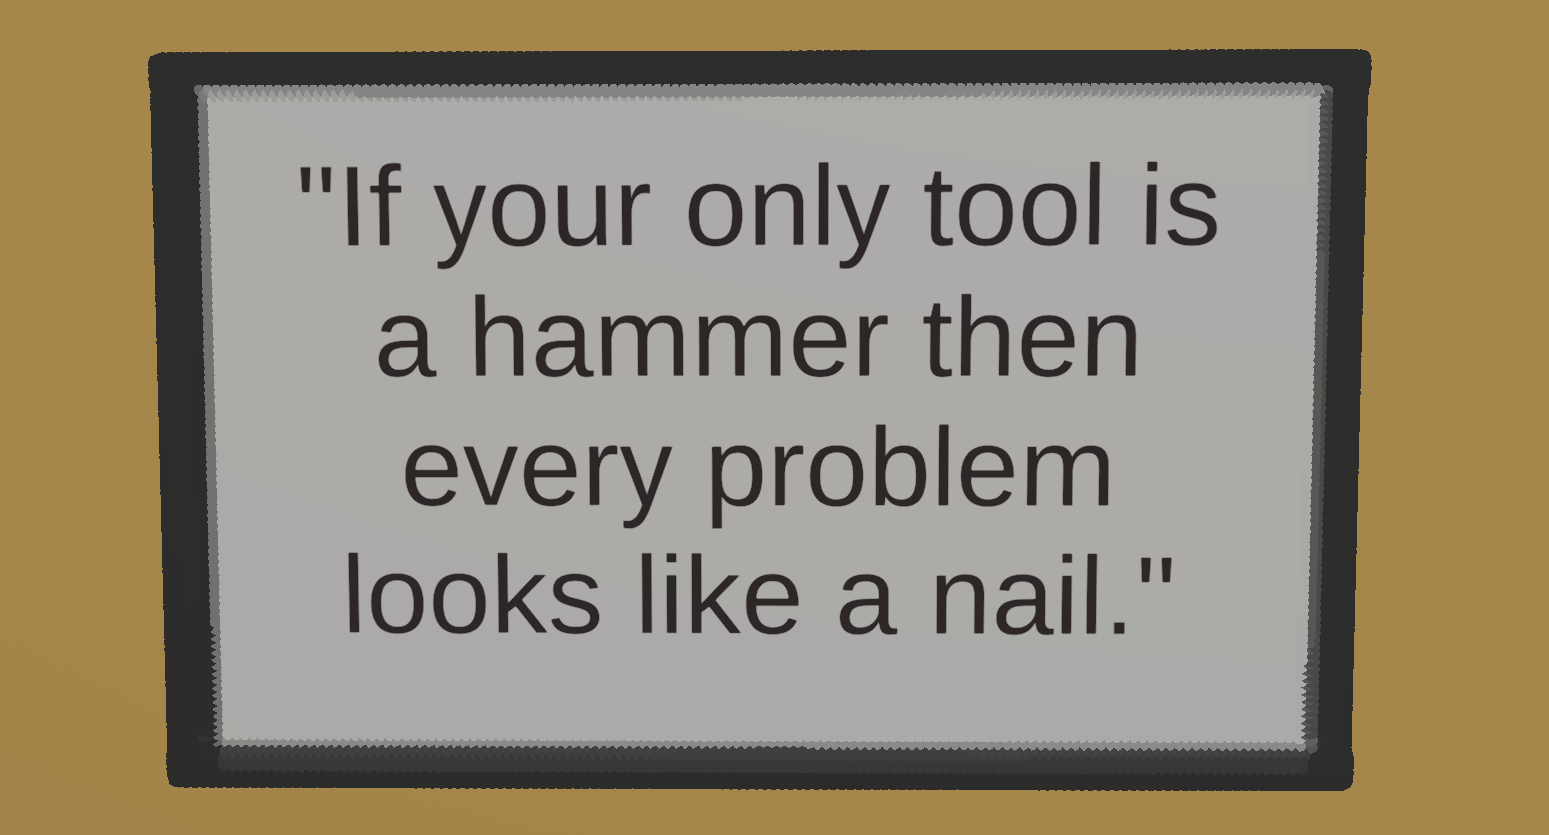 "If your only tool is
a hammer then
every problem
looks like a nail."